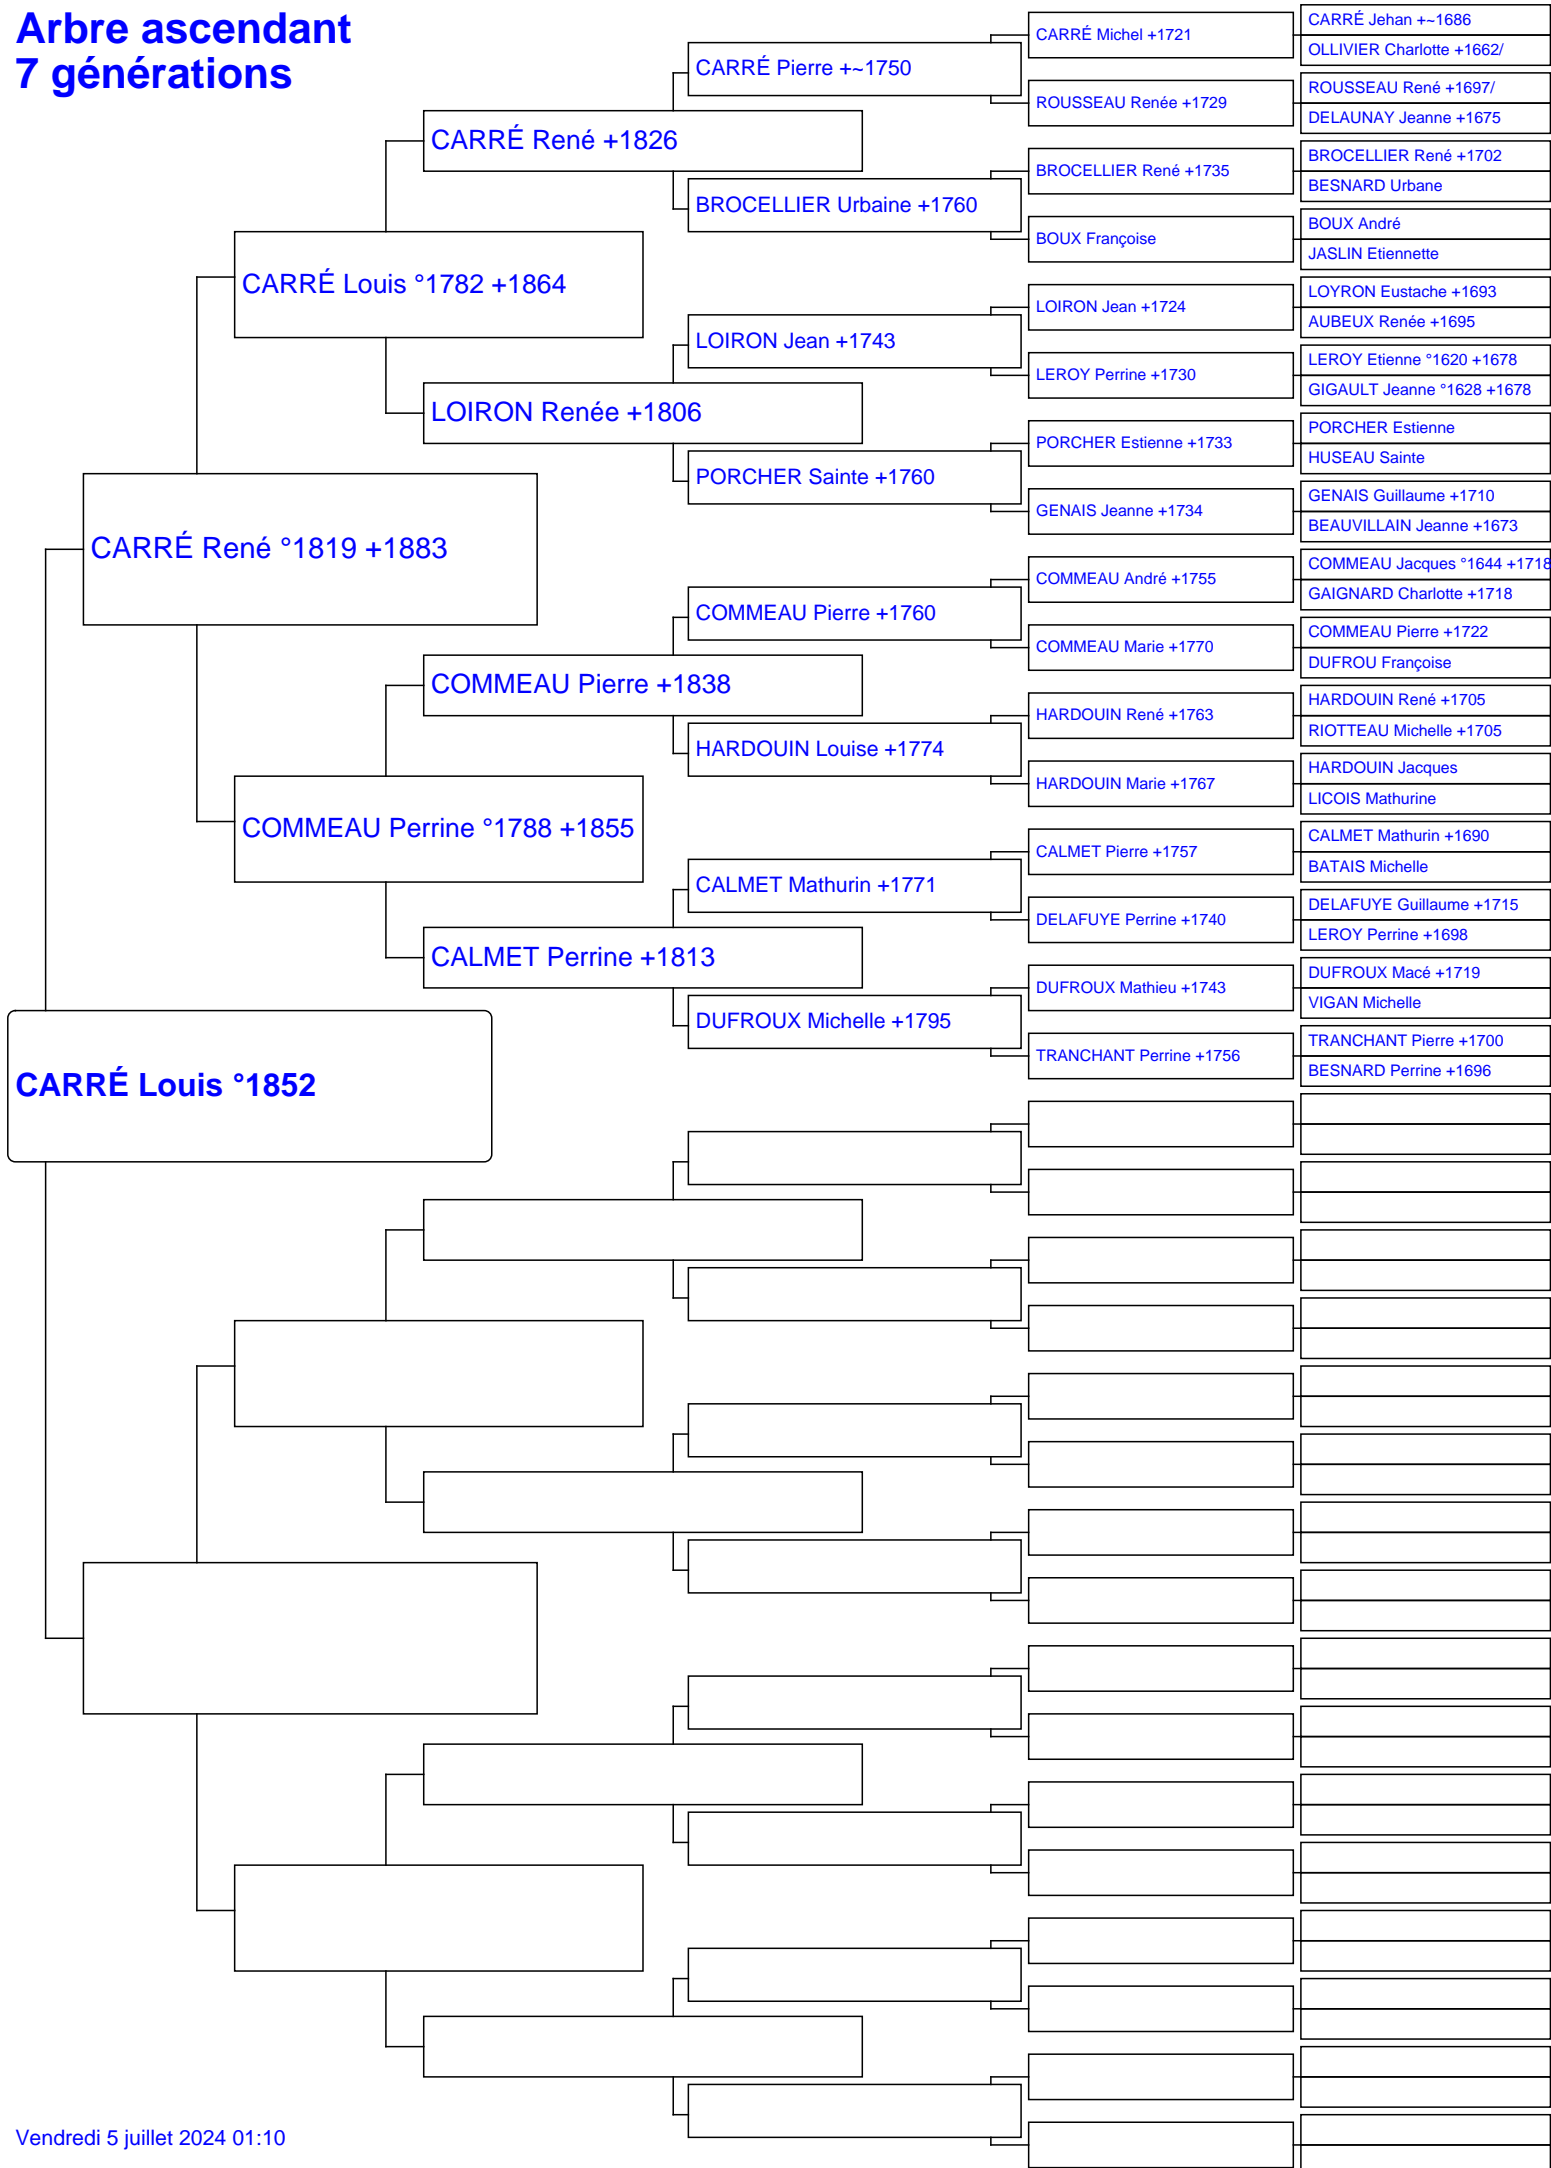 Arbre ascendant
7 générations
CARRÉ Louis °1852
CARRÉ René °1819 +1883
CARRÉ Louis °1782 +1864
COMMEAU Perrine °1788 +1855
CARRÉ René +1826
LOIRON Renée +1806
COMMEAU Pierre +1838
CALMET Perrine +1813
CARRÉ Pierre +~1750
BROCELLIER Urbaine +1760
LOIRON Jean +1743
PORCHER Sainte +1760
COMMEAU Pierre +1760
HARDOUIN Louise +1774
CALMET Mathurin +1771
DUFROUX Michelle +1795
CARRÉ Michel +1721
ROUSSEAU Renée +1729
BROCELLIER René +1735
BOUX Françoise
LOIRON Jean +1724
LEROY Perrine +1730
PORCHER Estienne +1733
GENAIS Jeanne +1734
COMMEAU André +1755
COMMEAU Marie +1770
HARDOUIN René +1763
HARDOUIN Marie +1767
CALMET Pierre +1757
DELAFUYE Perrine +1740
DUFROUX Mathieu +1743
TRANCHANT Perrine +1756
CARRÉ Jehan +~1686
OLLIVIER Charlotte +1662/
ROUSSEAU René +1697/
DELAUNAY Jeanne +1675
BROCELLIER René +1702
BESNARD Urbane
BOUX André
JASLIN Etiennette
LOYRON Eustache +1693
AUBEUX Renée +1695
LEROY Etienne °1620 +1678
GIGAULT Jeanne °1628 +1678
PORCHER Estienne
HUSEAU Sainte
GENAIS Guillaume +1710
BEAUVILLAIN Jeanne +1673
COMMEAU Jacques °1644 +1718
GAIGNARD Charlotte +1718
COMMEAU Pierre +1722
DUFROU Françoise
HARDOUIN René +1705
RIOTTEAU Michelle +1705
HARDOUIN Jacques
LICOIS Mathurine
CALMET Mathurin +1690
BATAIS Michelle
DELAFUYE Guillaume +1715
LEROY Perrine +1698
DUFROUX Macé +1719
VIGAN Michelle
TRANCHANT Pierre +1700
BESNARD Perrine +1696
Vendredi 5 juillet 2024 01:10